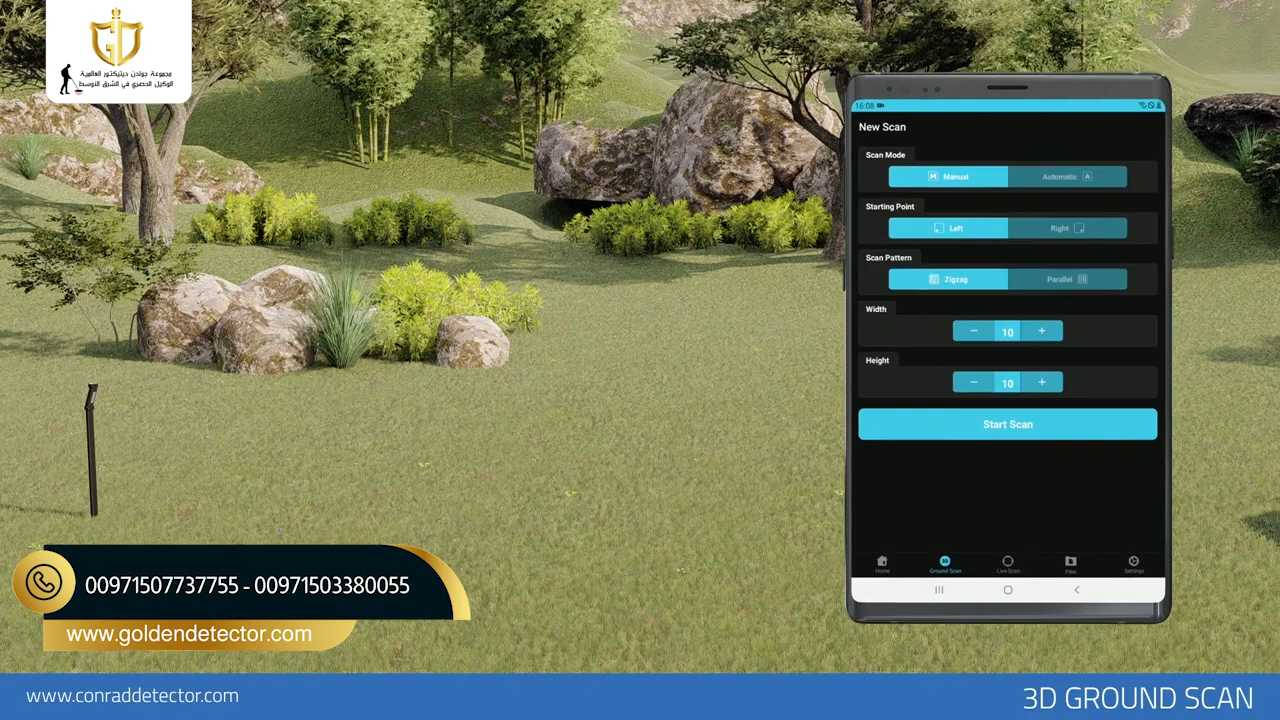 GD
مجموعة جولدن ديتيكتور العالمية
الوكيل الحصري في الشرق الأوسط
16:08
New Scan
Scan Mode
Manual
Automatic A
Starting Point
Left
Right
Scan Pattern
Zigzag
Parallel
Width
− 10 +
Height
− 10 +
Start Scan
Home
3D
Ground Scan
Live Scan
Files
Settings
00971507737755 - 00971503380055
www.goldendetector.com
www.conraddetector.com
3D GROUND SCAN